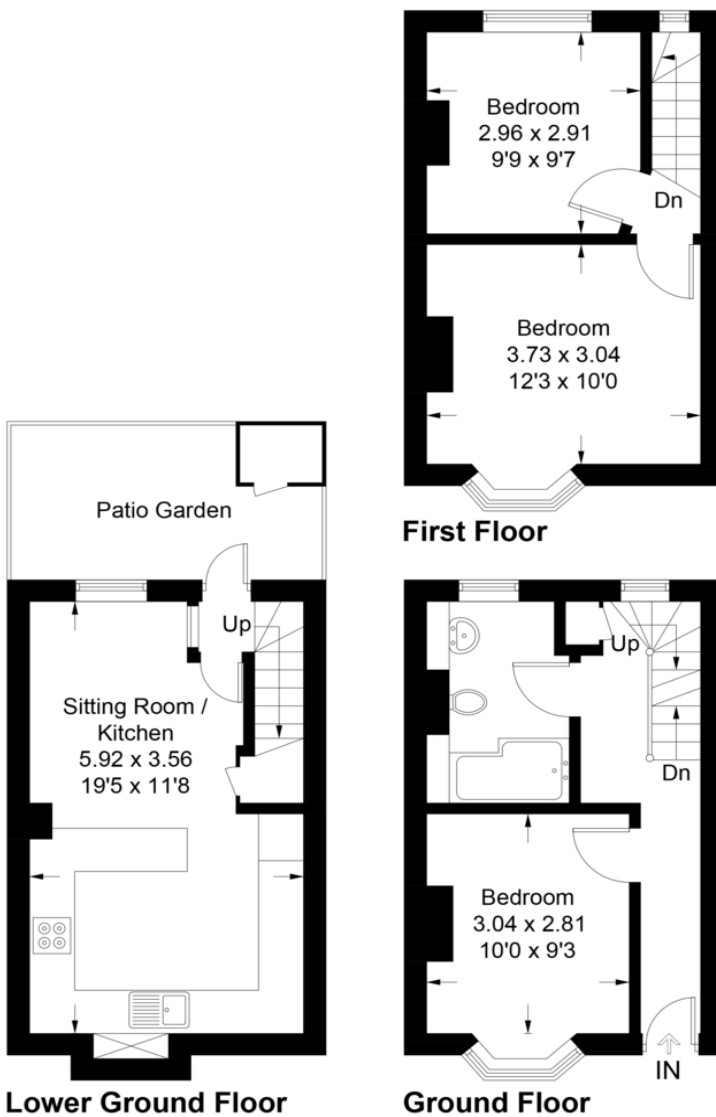 Bedroom
2.96 x 2.91
9'9 x 9'7
Dn
Bedroom
3.73 x 3.04
12'3 x 10'0
First Floor
Patio Garden
Up
Sitting Room /
Kitchen
5.92 x 3.56
19'5 x 11'8
Lower Ground Floor
Up
Dn
Bedroom
3.04 x 2.81
10'0 x 9'3
IN
Ground Floor